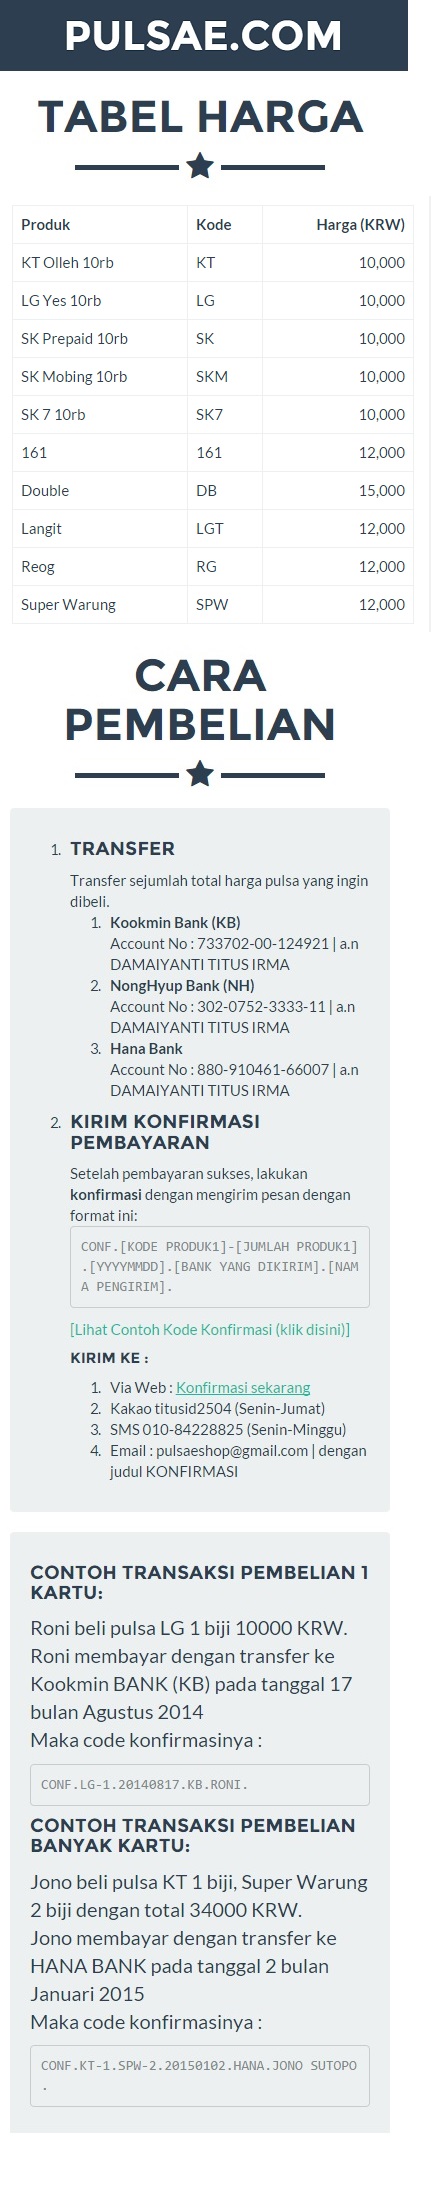 PULSAE.COM
TABEL HARGA
Produk Kode Harga (KRW)
KT Olleh 10rb KT 10,000
LG Yes 10rb LG 10,000
SK Prepaid 10rb SK 10,000
SK Mobing 10rb SKM 10,000
SK 7 10rb SK7 10,000
161 161 12,000
Double DB 15,000
Langit LGT 12,000
Reog RG 12,000
Super Warung SPW 12,000
CARA
PEMBELIAN
1. TRANSFER
Transfer sejumlah total harga pulsa yang ingin
dibeli.
1. Kookmin Bank (KB)
Account No : 733702-00-124921 | a.n
DAMAIYANTI TITUS IRMA
2. NongHyup Bank (NH)
Account No : 302-0752-3333-11 | a.n
DAMAIYANTI TITUS IRMA
3. Hana Bank
Account No : 880-910461-66007 | a.n
DAMAIYANTI TITUS IRMA
2. KIRIM KONFIRMASI
PEMBAYARAN
Setelah pembayaran sukses, lakukan
konfirmasi dengan mengirim pesan dengan
format ini:
CONF.[KODE PRODUK1]-[JUMLAH PRODUK1]
.[YYYYMMDD].[BANK YANG DIKIRIM].[NAM
A PENGIRIM].
[Lihat Contoh Kode Konfirmasi (klik disini)]
KIRIM KE :
1. Via Web : Konfirmasi sekarang
2. Kakao titusid2504 (Senin-Jumat)
3. SMS 010-84228825 (Senin-Minggu)
4. Email : pulsaeshop@gmail.com | dengan
judul KONFIRMASI
CONTOH TRANSAKSI PEMBELIAN 1
KARTU:
Roni beli pulsa LG 1 biji 10000 KRW.
Roni membayar dengan transfer ke
Kookmin BANK (KB) pada tanggal 17
bulan Agustus 2014
Maka code konfirmasinya :
CONF.LG-1.20140817.KB.RONI.
CONTOH TRANSAKSI PEMBELIAN
BANYAK KARTU:
Jono beli pulsa KT 1 biji, Super Warung
2 biji dengan total 34000 KRW.
Jono membayar dengan transfer ke
HANA BANK pada tanggal 2 bulan
Januari 2015
Maka code konfirmasinya :
CONF.KT-1.SPW-2.20150102.HANA.JONO SUTOPO
.